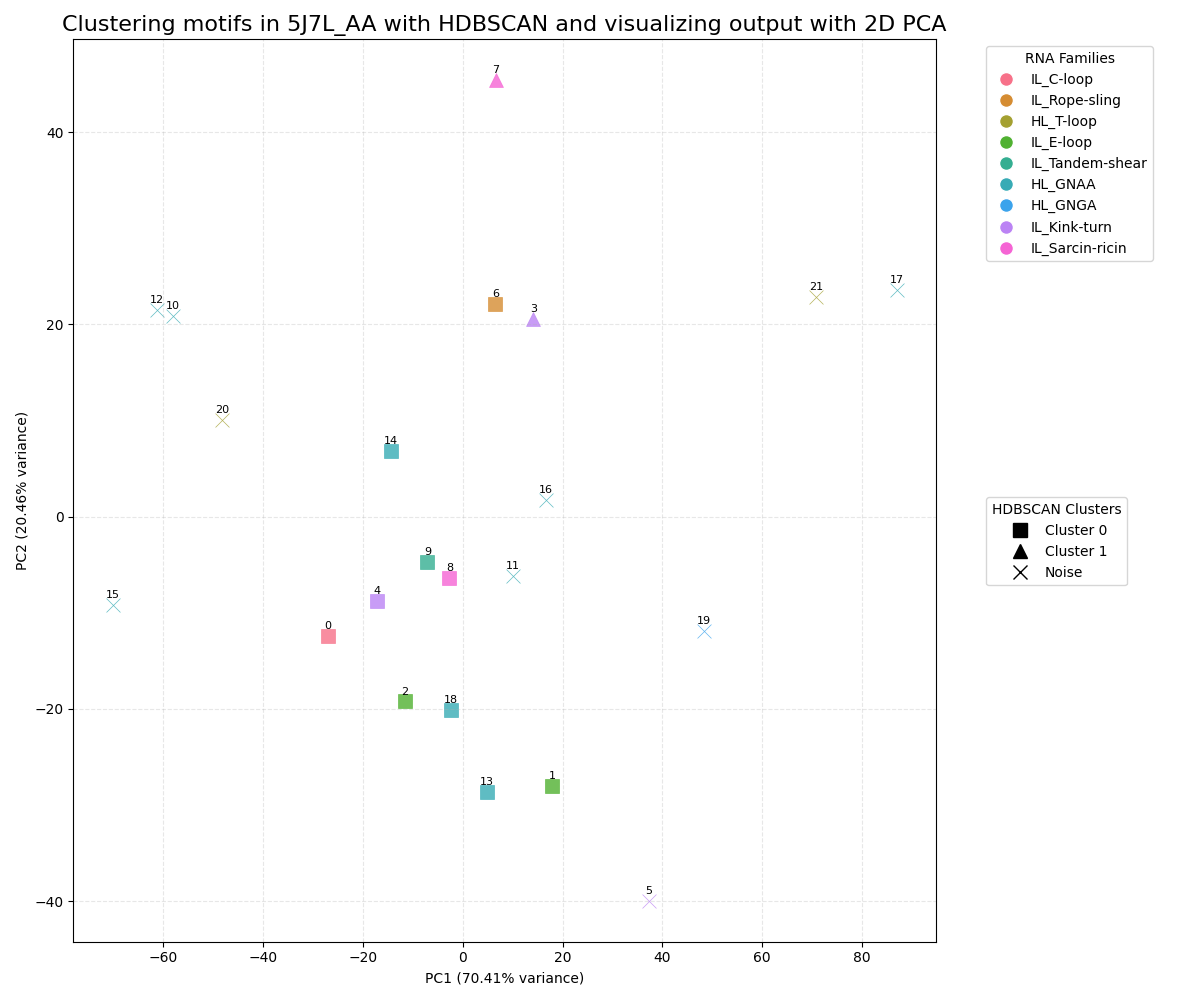 Clustering motifs in 5J7L_AA with HDBSCAN and visualizing output with 2D PCA
7
40
12
10
6
3
21
17
20
20
14
16
0
9
8
11
15
4
0
19
2
18
−20
13
1
5
−40
−60
−40
−20
0
20
40
60
80
PC1 (70.41% variance)
PC2 (20.46% variance)
RNA Families
IL_C-loop
IL_Rope-sling
HL_T-loop
IL_E-loop
IL_Tandem-shear
HL_GNAA
HL_GNGA
IL_Kink-turn
IL_Sarcin-ricin
HDBSCAN Clusters
Cluster 0
Cluster 1
Noise